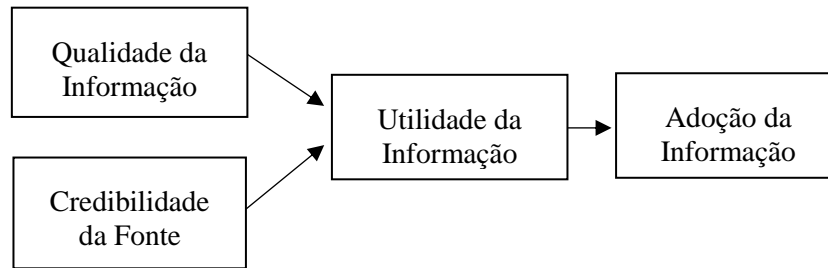 Qualidade da
Informação
Credibilidade
da Fonte
Utilidade da
Informação
Adoção da
Informação